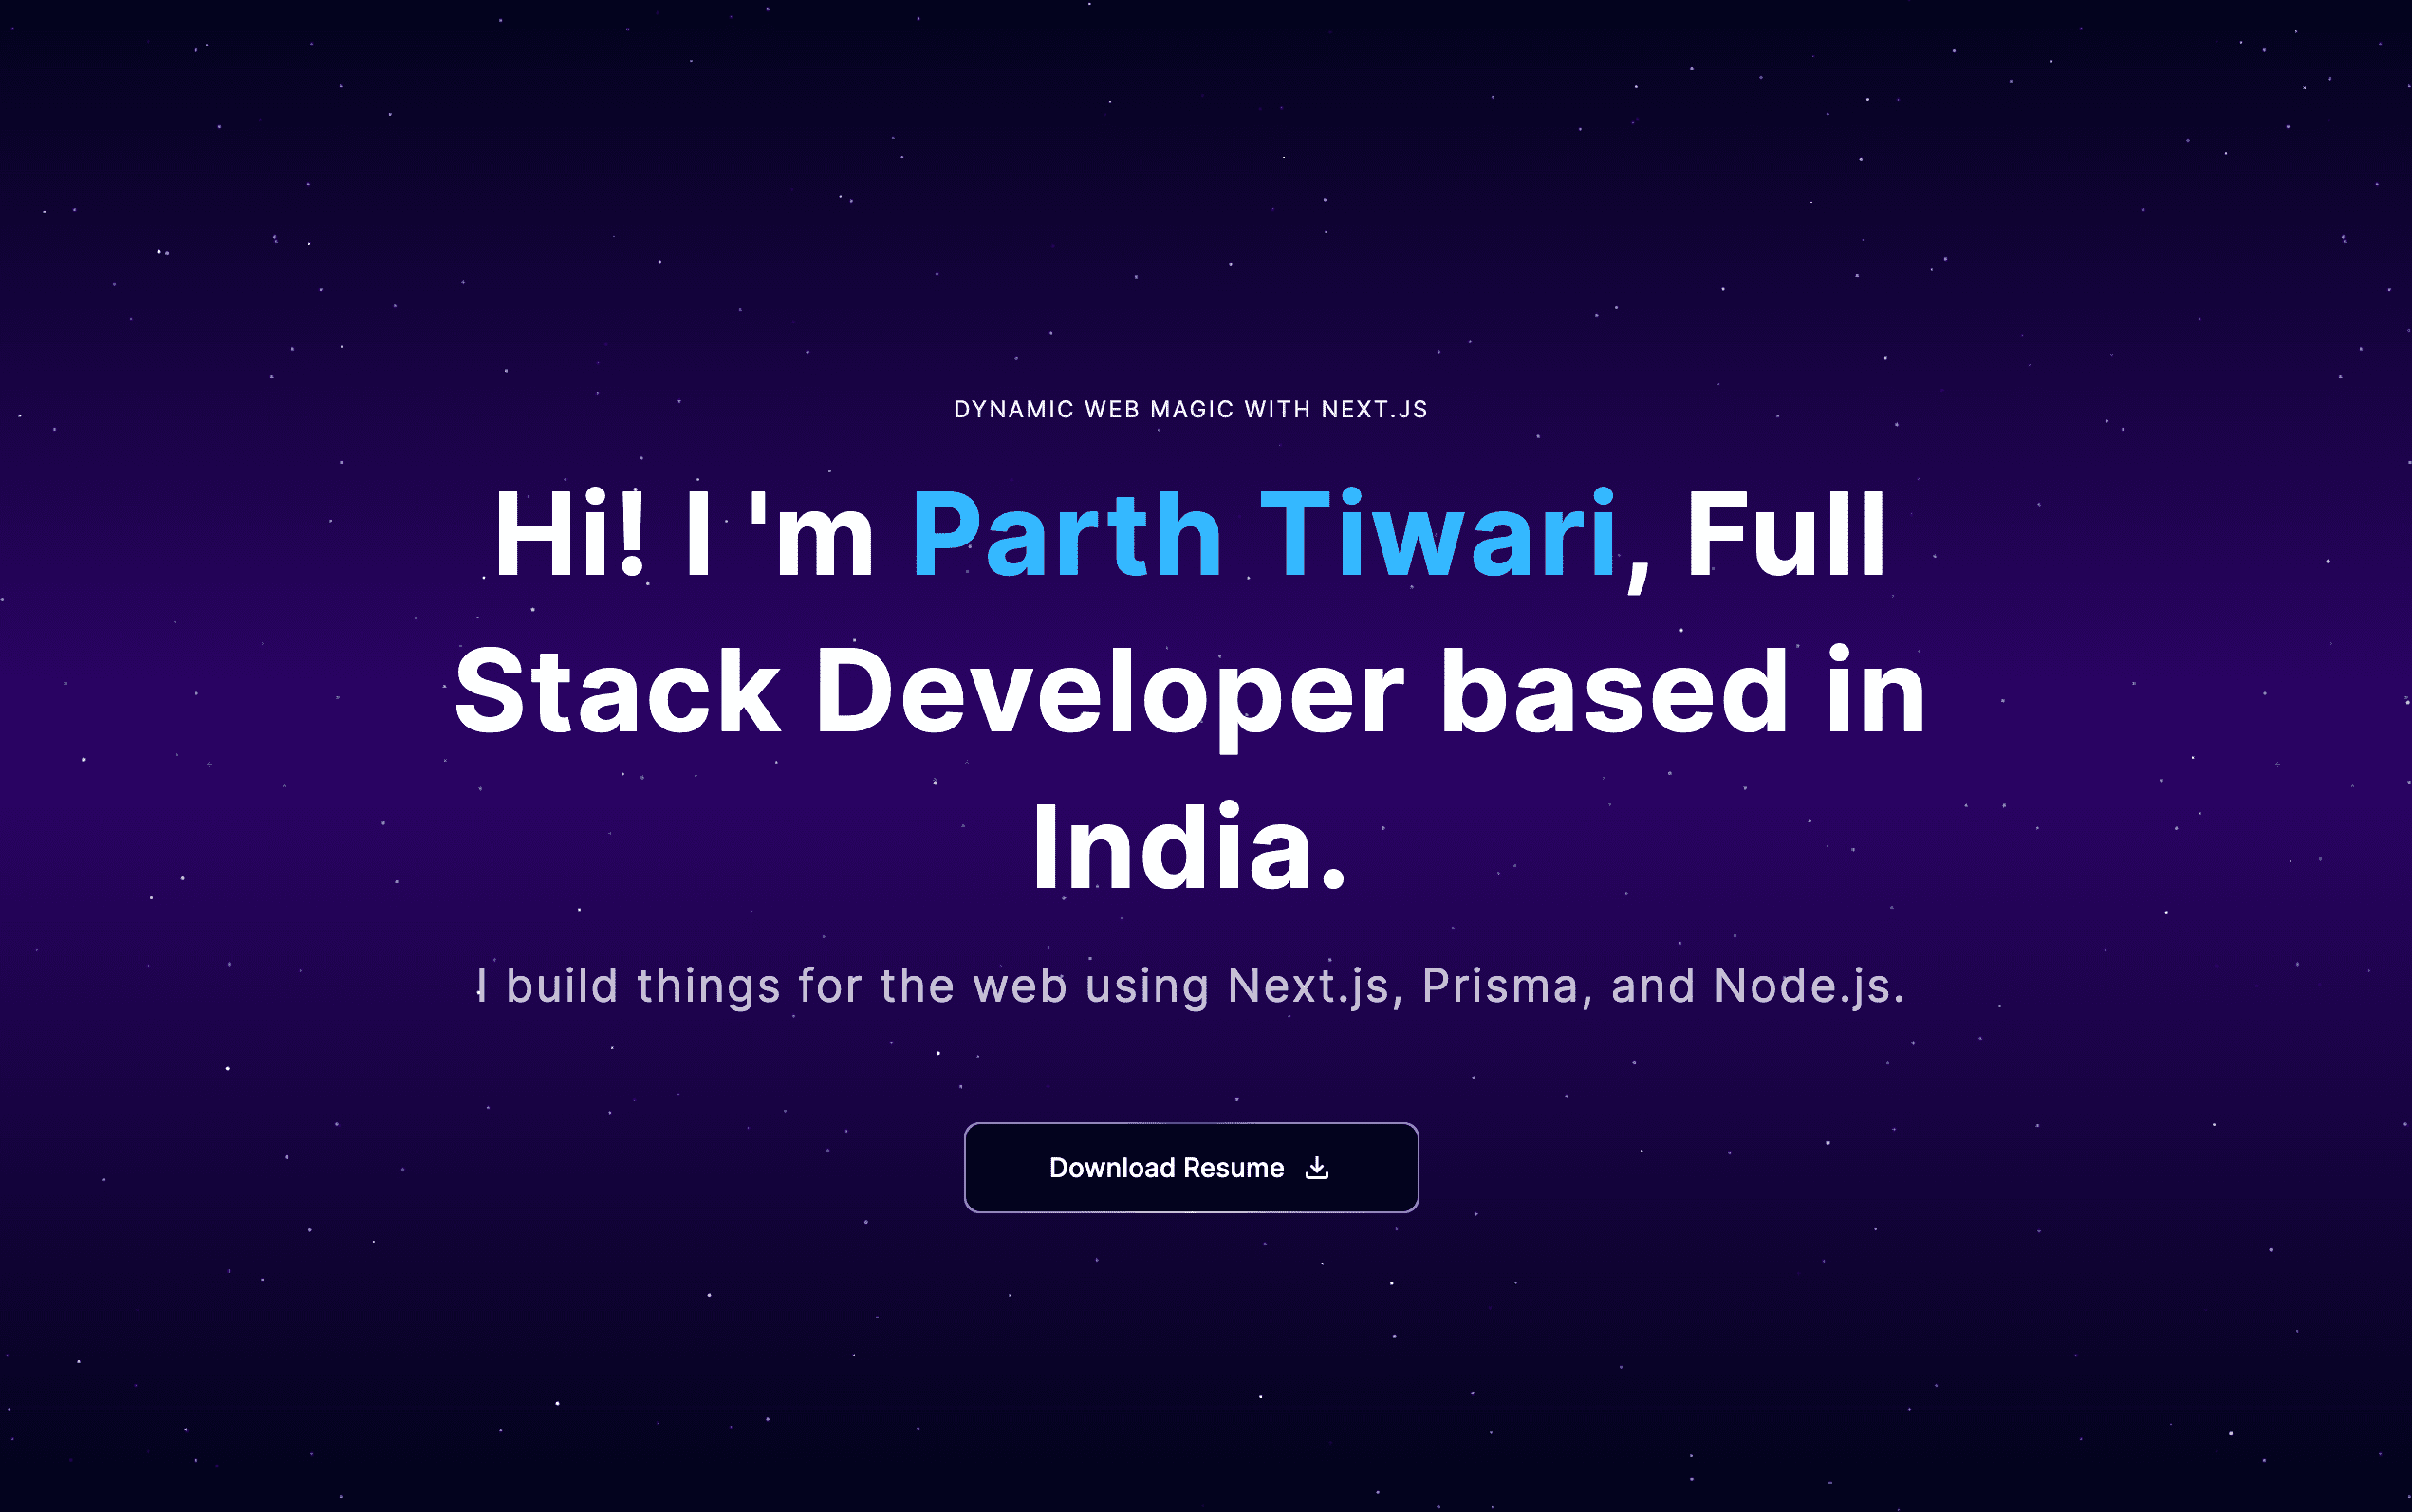 DYNAMIC WEB MAGIC WITH NEXT.JS
Hi! I 'm Parth Tiwari, Full
Stack Developer based in
India.
I build things for the web using Next.js, Prisma, and Node.js.
Download Resume